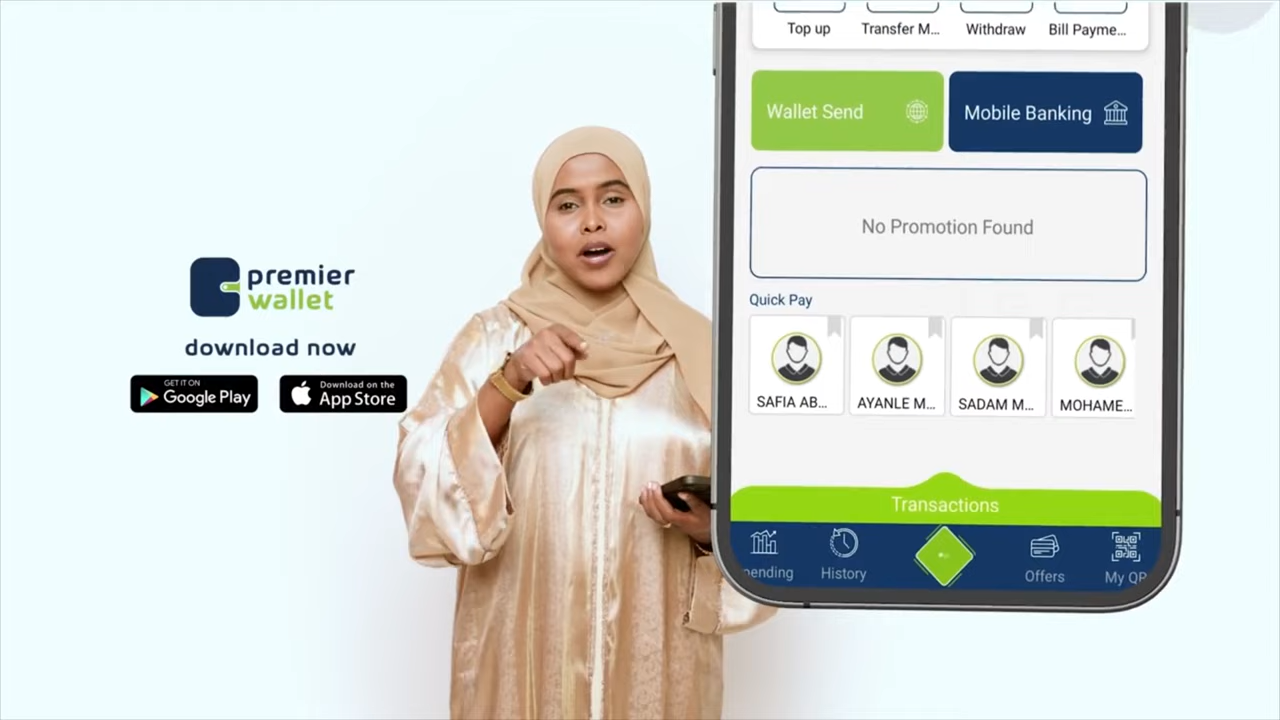 premier
wallet
download now
GET IT ON
Google Play
Download on the
App Store
Top up
Transfer M...
Withdraw
Bill Payme...
Wallet Send
Mobile Banking
No Promotion Found
Quick Pay
SAFIA AB...
AYANLE M...
SADAM M...
MOHAME...
Transactions
pending
History
Offers
My QR